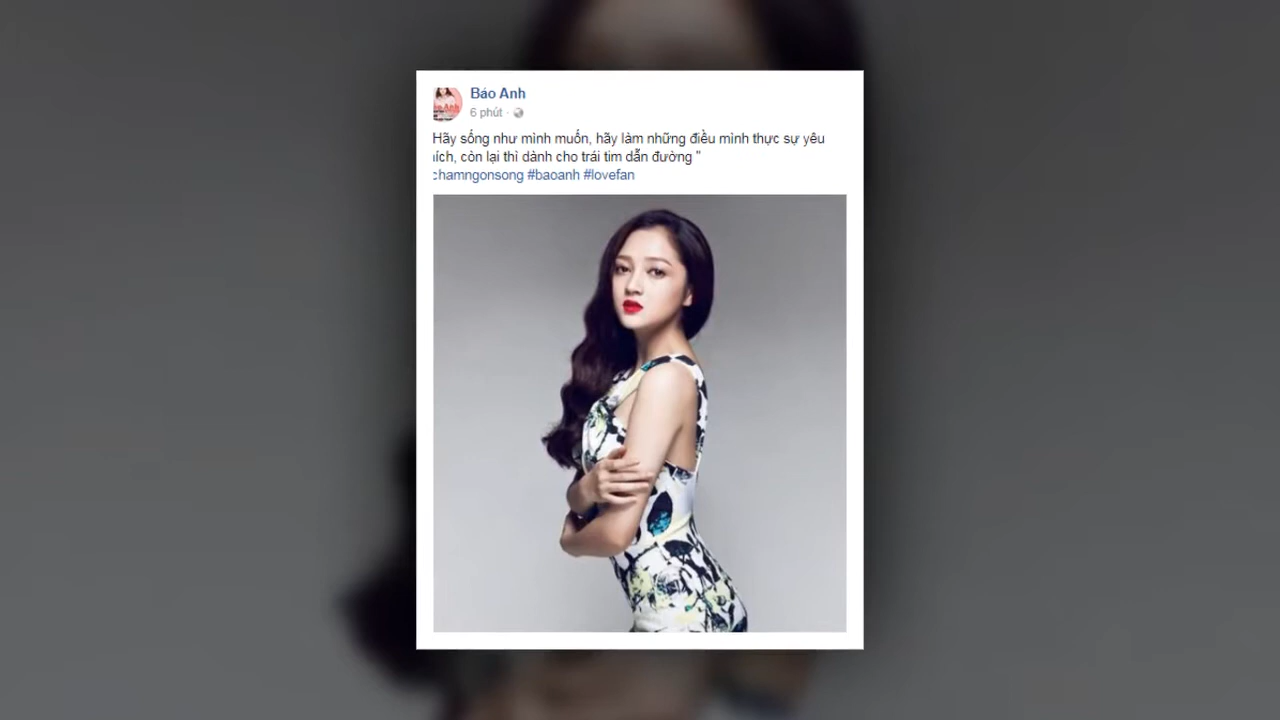 Báo Anh
6 phút ·
Hãy sống như mình muốn, hãy làm những điều mình thực sự yêu
ích, còn lại thì dành cho trái tim dẫn đường "
chamngonsong #baoanh #lovefan